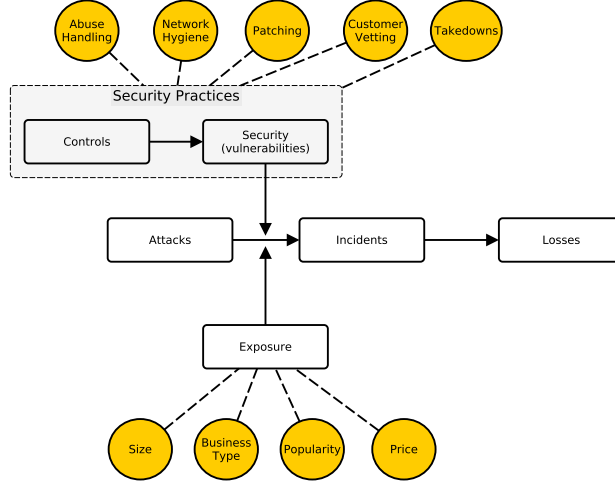 Abuse
Handling
Network
Hygiene
Patching
Customer
Vetting
Takedowns
Security Practices
Controls
Security
(vulnerabilities)
Attacks
Incidents
Losses
Exposure
Size
Business
Type
Popularity
Price